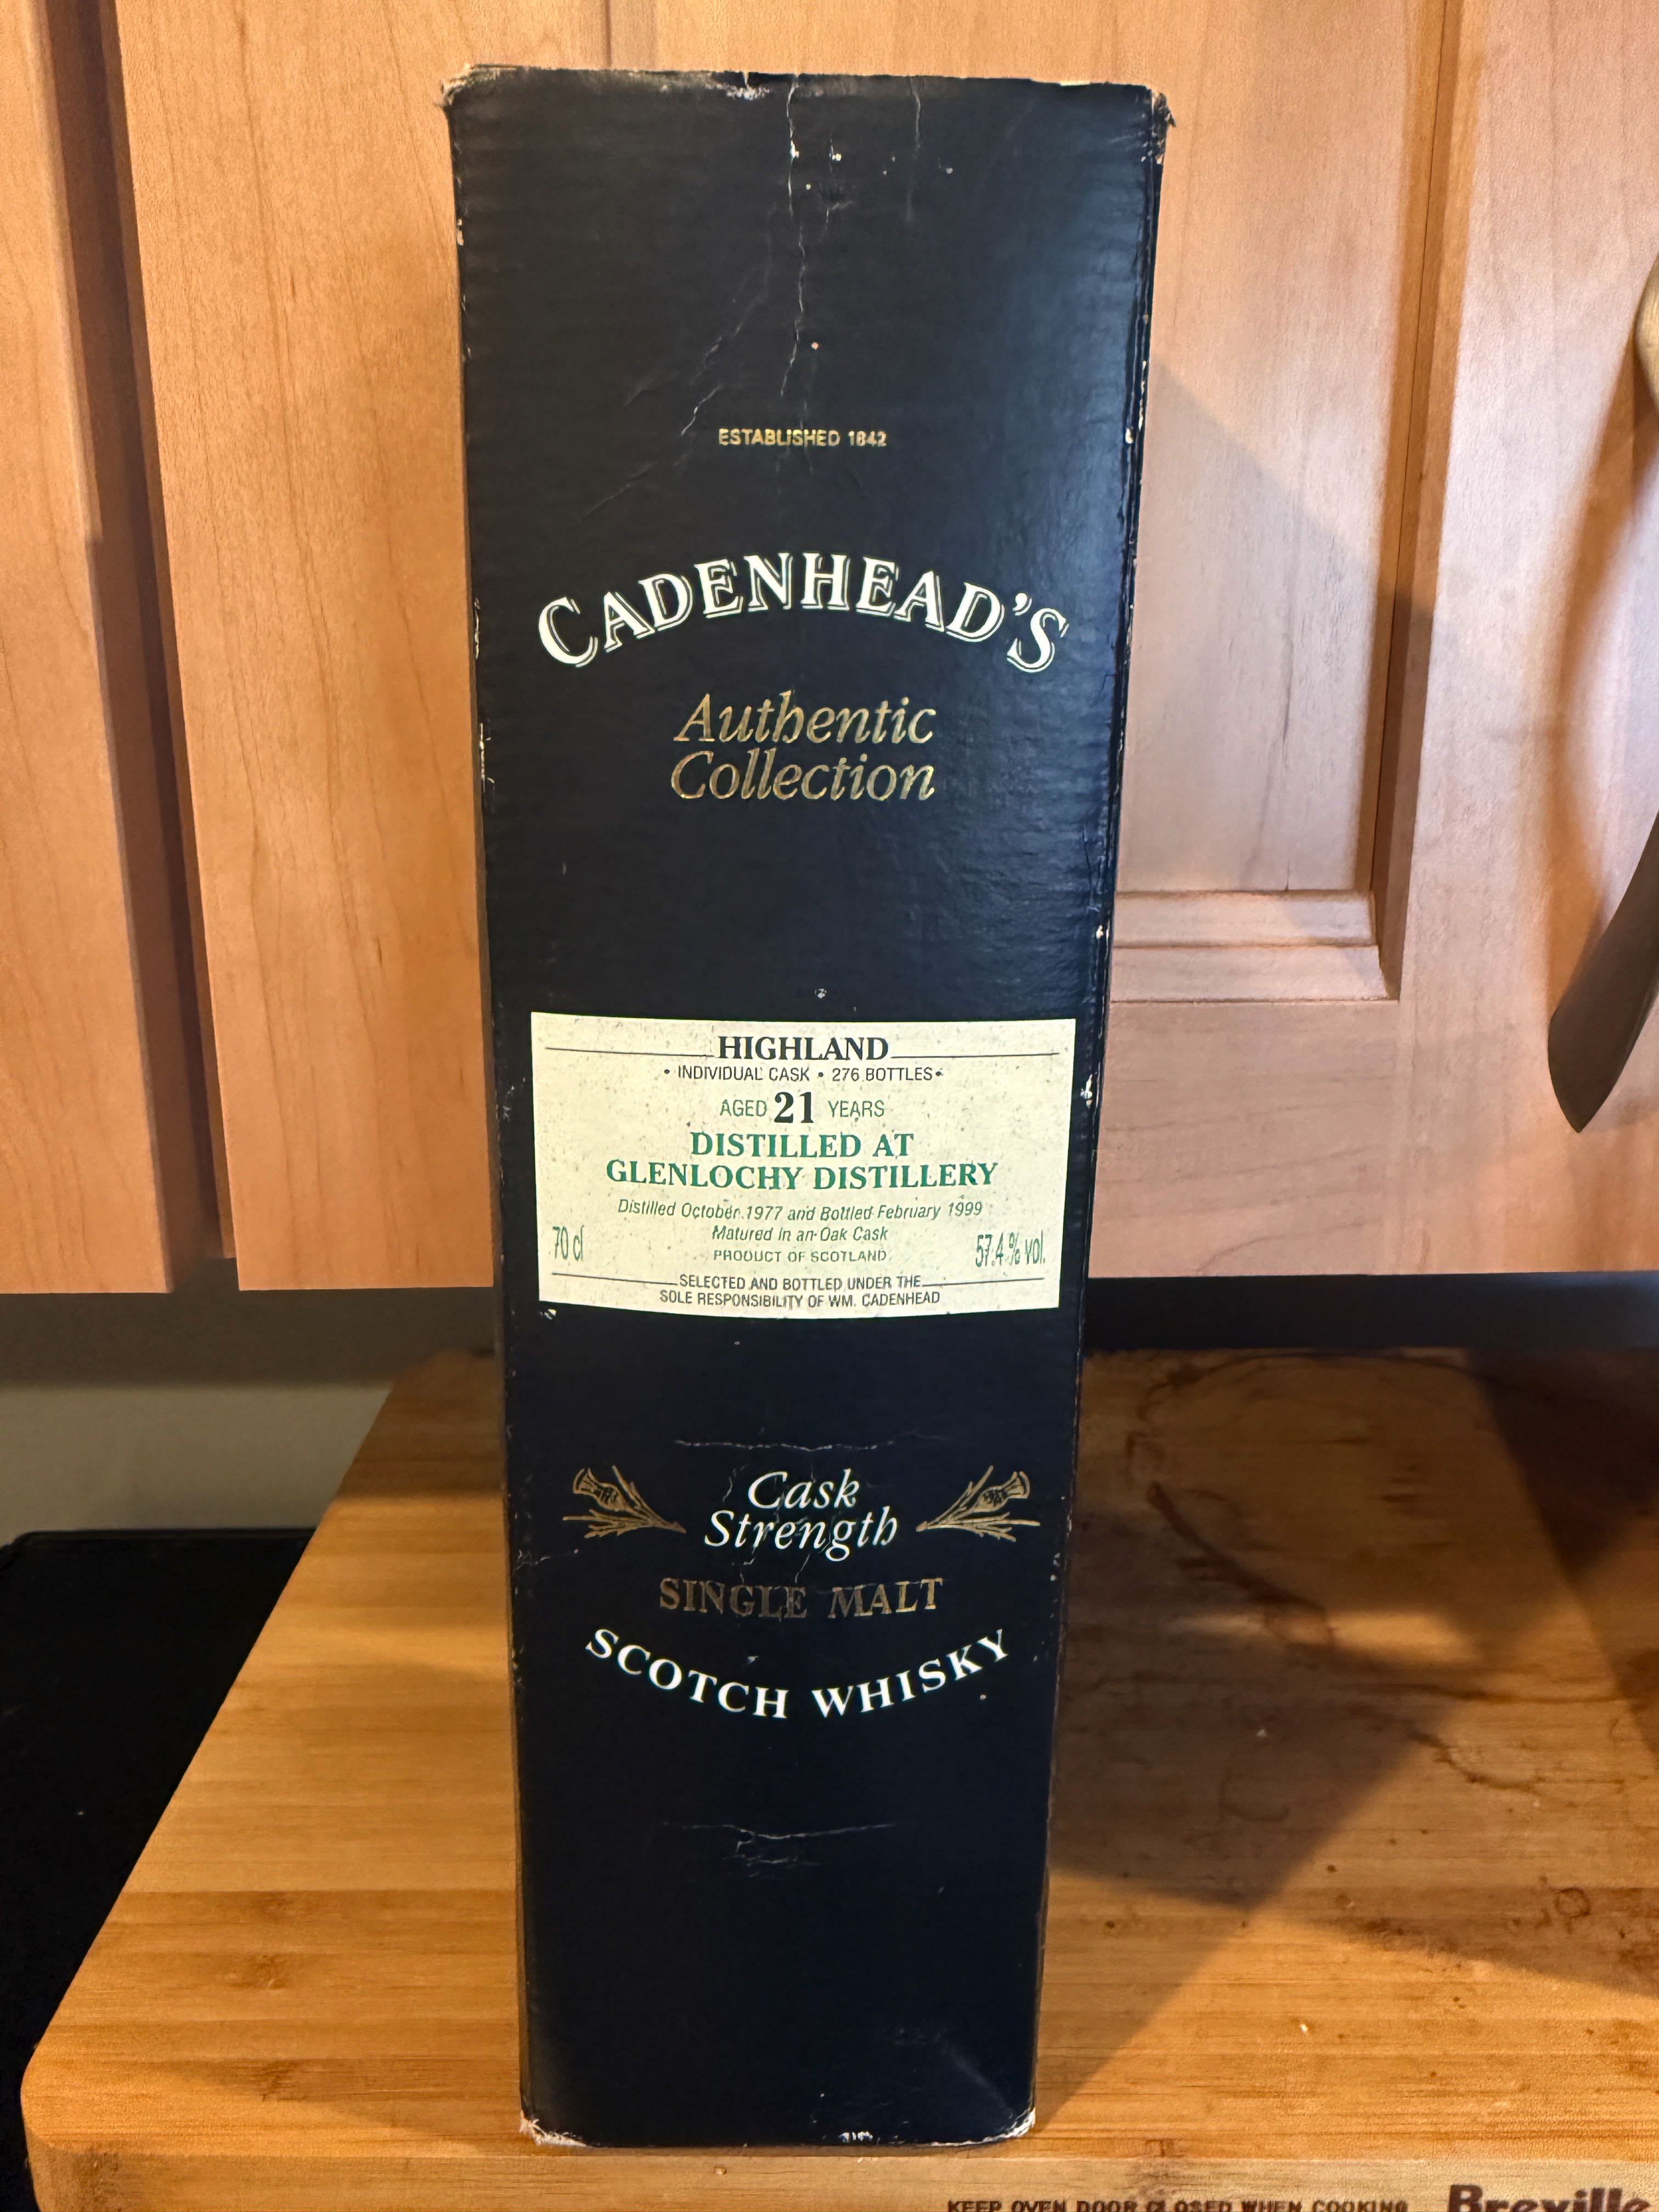 ESTABLISHED 1842
CADENHEAD'S
Authentic
Collection
HIGHLAND
• INDIVIDUAL CASK • 276 BOTTLES •
AGED 21 YEARS
DISTILLED AT
GLENLOCHY DISTILLERY
Distilled October 1977 and Bottled February 1999
Matured in an Oak Cask
70 cl
57.4 % vol.
PRODUCT OF SCOTLAND
SELECTED AND BOTTLED UNDER THE
SOLE RESPONSIBILITY OF WM. CADENHEAD
Cask
Strength
SINGLE MALT
SCOTCH WHISKY
KEEP OVEN DOOR CLOSED WHEN COOKING
Breville